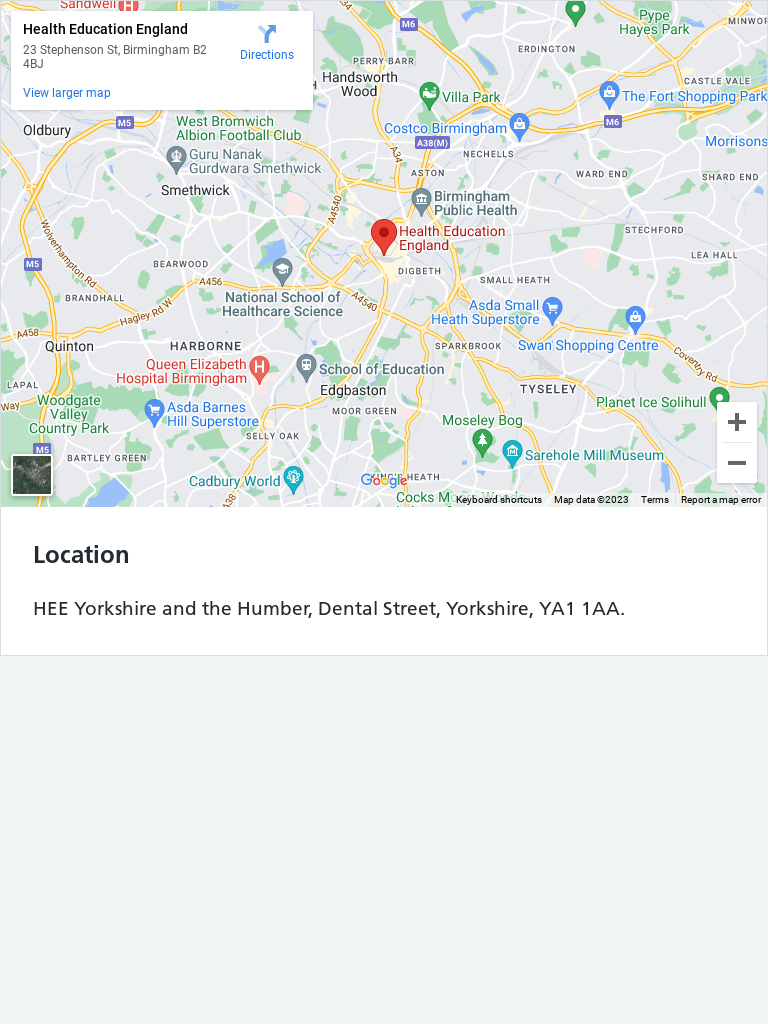 Sandwell
Health Education England
23 Stephenson St, Birmingham B2
4BJ
Directions
View larger map
M6
Pype
Hayes Park
MINWOR
ERDINGTON
PERRY BARR
Handsworth
Wood
H
CASTLE VALE
Villa Park
The Fort Shopping Park
M5
West Bromwich
Albion Football Club
Oldbury
Costco Birmingham
M6
A38(M)
Morrisons
A34
NECHELLS
Guru Nanak
Gurdwara Smethwick
ASTON
WARD END
SHARD END
Smethwick
Birmingham
Public Health
A4540
Health Education
England
STECHFORD
Wolverhampton Rd
LEA HALL
M5
BEARWOOD
DIGBETH
A456
SMALL HEATH
BRANDHALL
National School of
Healthcare Science
A4540
Asda Small
Heath Superstore
Hagley Rd W
A458
Quinton
HARBORNE
SPARKBROOK
Swan Shopping Centre
Coventry Rd
Queen Elizabeth
Hospital Birmingham
H
School of Education
LAPAL
Edgbaston
TYSELEY
Way
Woodgate
Valley
Country Park
Asda Barnes
Hill Superstore
MOOR GREEN
Planet Ice Solihull
Moseley Bog
SELLY OAK
M5
BARTLEY GREEN
Sarehole Mill Museum
Cadbury World
Google
HEATH
A38
Cocks M
Keyboard shortcuts
Map data ©2023
Terms
Report a map error
Location
HEE Yorkshire and the Humber, Dental Street, Yorkshire, YA1 1AA.